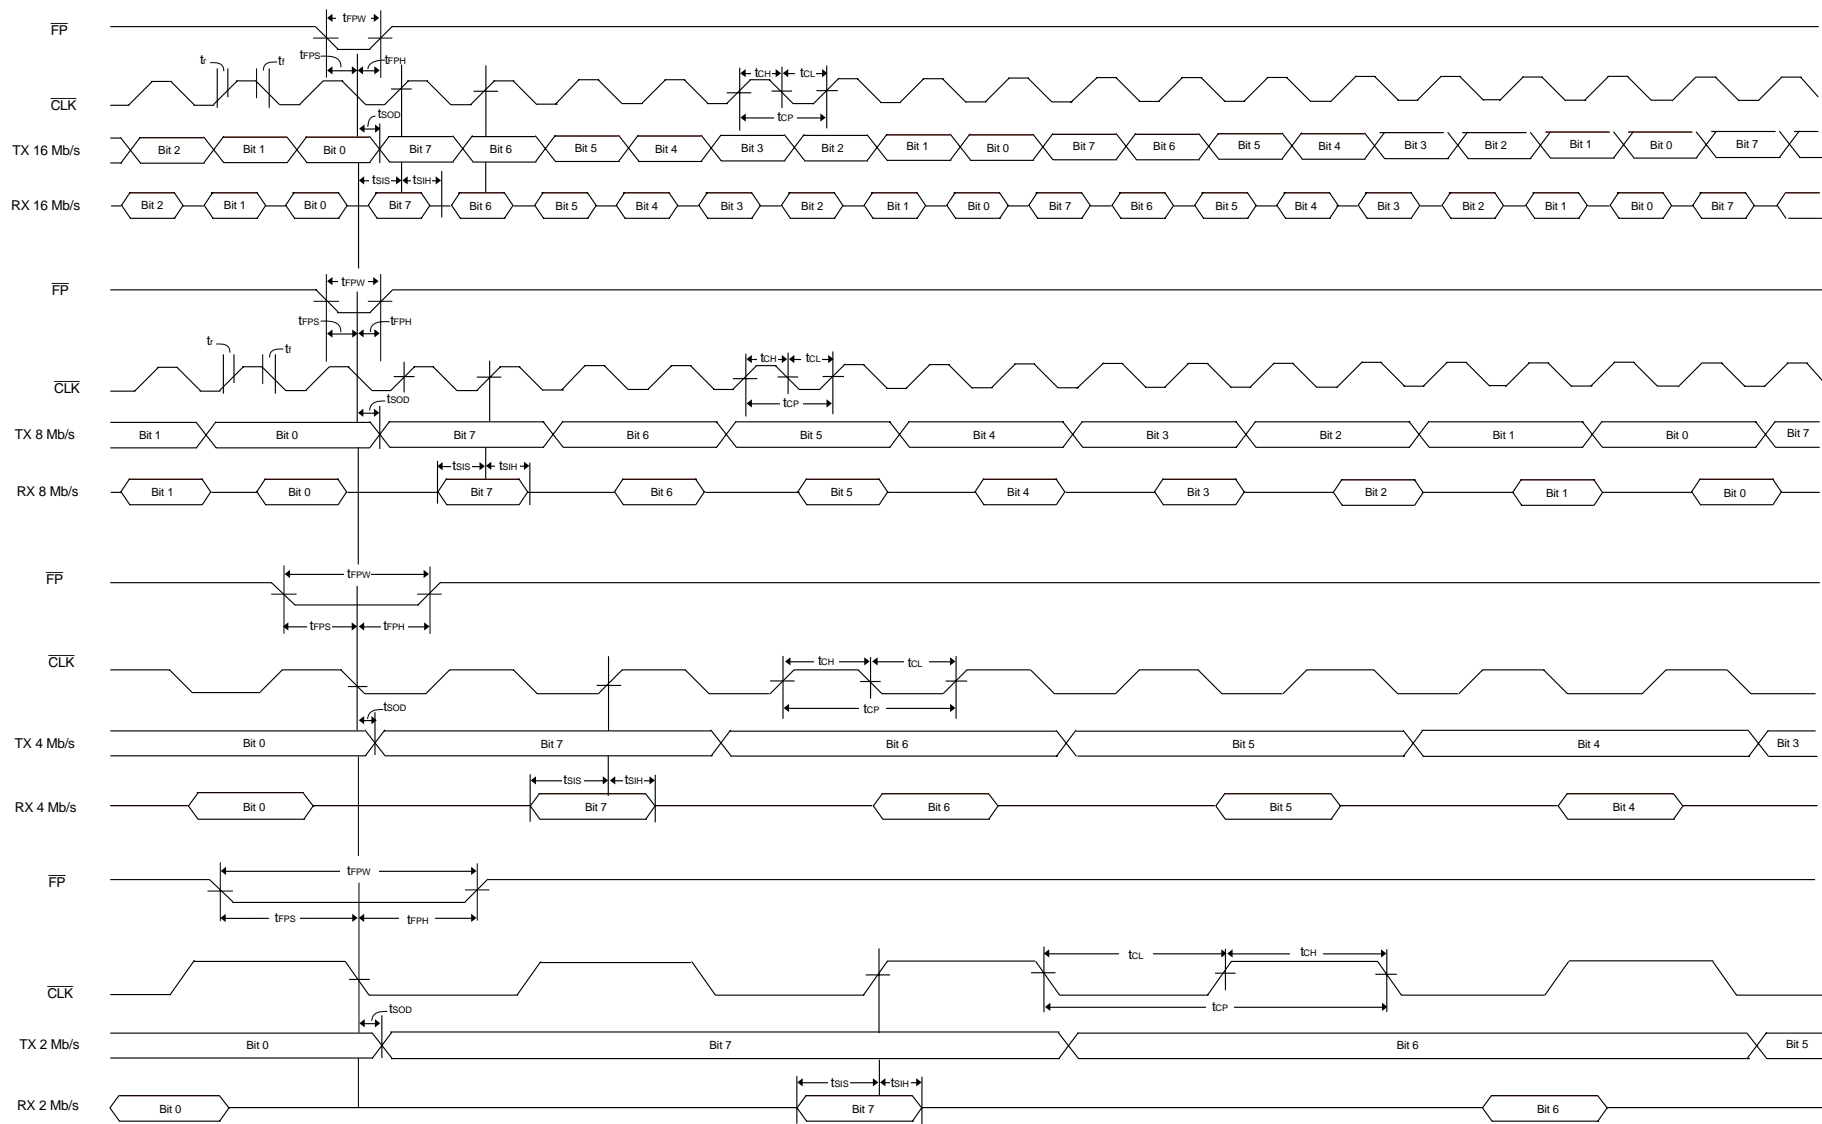 tFPW
FP
tFPS tFPH
tr tf
tCH tCL
CLK
tSOD tCP
TX 16 Mb/s Bit 2 Bit 1 Bit 0 Bit 7 Bit 6 Bit 5 Bit 4 Bit 3 Bit 2 Bit 1 Bit 0 Bit 7 Bit 6 Bit 5 Bit 4 Bit 3 Bit 2 Bit 1 Bit 0 Bit 7
tSIS tSIH
RX 16 Mb/s Bit 2 Bit 1 Bit 0 Bit 7 Bit 6 Bit 5 Bit 4 Bit 3 Bit 2 Bit 1 Bit 0 Bit 7 Bit 6 Bit 5 Bit 4 Bit 3 Bit 2 Bit 1 Bit 0 Bit 7
tFPW
FP
tFPS tFPH
tr tf
tCH tCL
CLK
tSOD tCP
TX 8 Mb/s Bit 1 Bit 0 Bit 7 Bit 6 Bit 5 Bit 4 Bit 3 Bit 2 Bit 1 Bit 0 Bit 7
tSIS tSIH
RX 8 Mb/s Bit 1 Bit 0 Bit 7 Bit 6 Bit 5 Bit 4 Bit 3 Bit 2 Bit 1 Bit 0
FP tFPW
tFPS tFPH
CLK tCH tCL
tSOD tCP
TX 4 Mb/s Bit 0 Bit 7 Bit 6 Bit 5 Bit 4 Bit 3
tSIS tSIH
RX 4 Mb/s Bit 0 Bit 7 Bit 6 Bit 5 Bit 4
tFPW
FP
tFPS tFPH
tCL tCH
CLK
tSOD tCP
TX 2 Mb/s Bit 0 Bit 7 Bit 6 Bit 5
tSIS tSIH
RX 2 Mb/s Bit 0 Bit 7 Bit 6